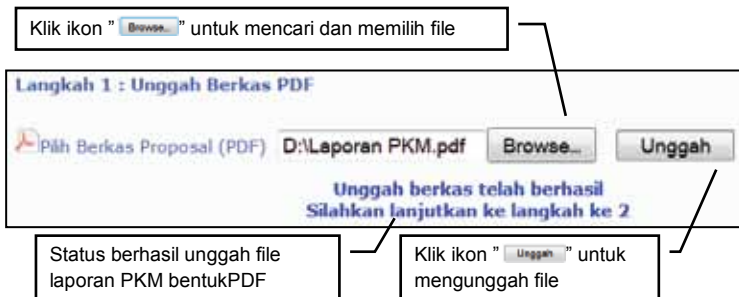 Klik ikon " Browse... " untuk mencari dan memilih file
Langkah 1 : Unggah Berkas PDF
Pilih Berkas Proposal (PDF) D:\Laporan PKM.pdf Browse... Unggah
Unggah berkas telah berhasil
Silahkan lanjutkan ke langkah ke 2
Status berhasil unggah file
laporan PKM bentukPDF
Klik ikon " Unggah " untuk
mengunggah file